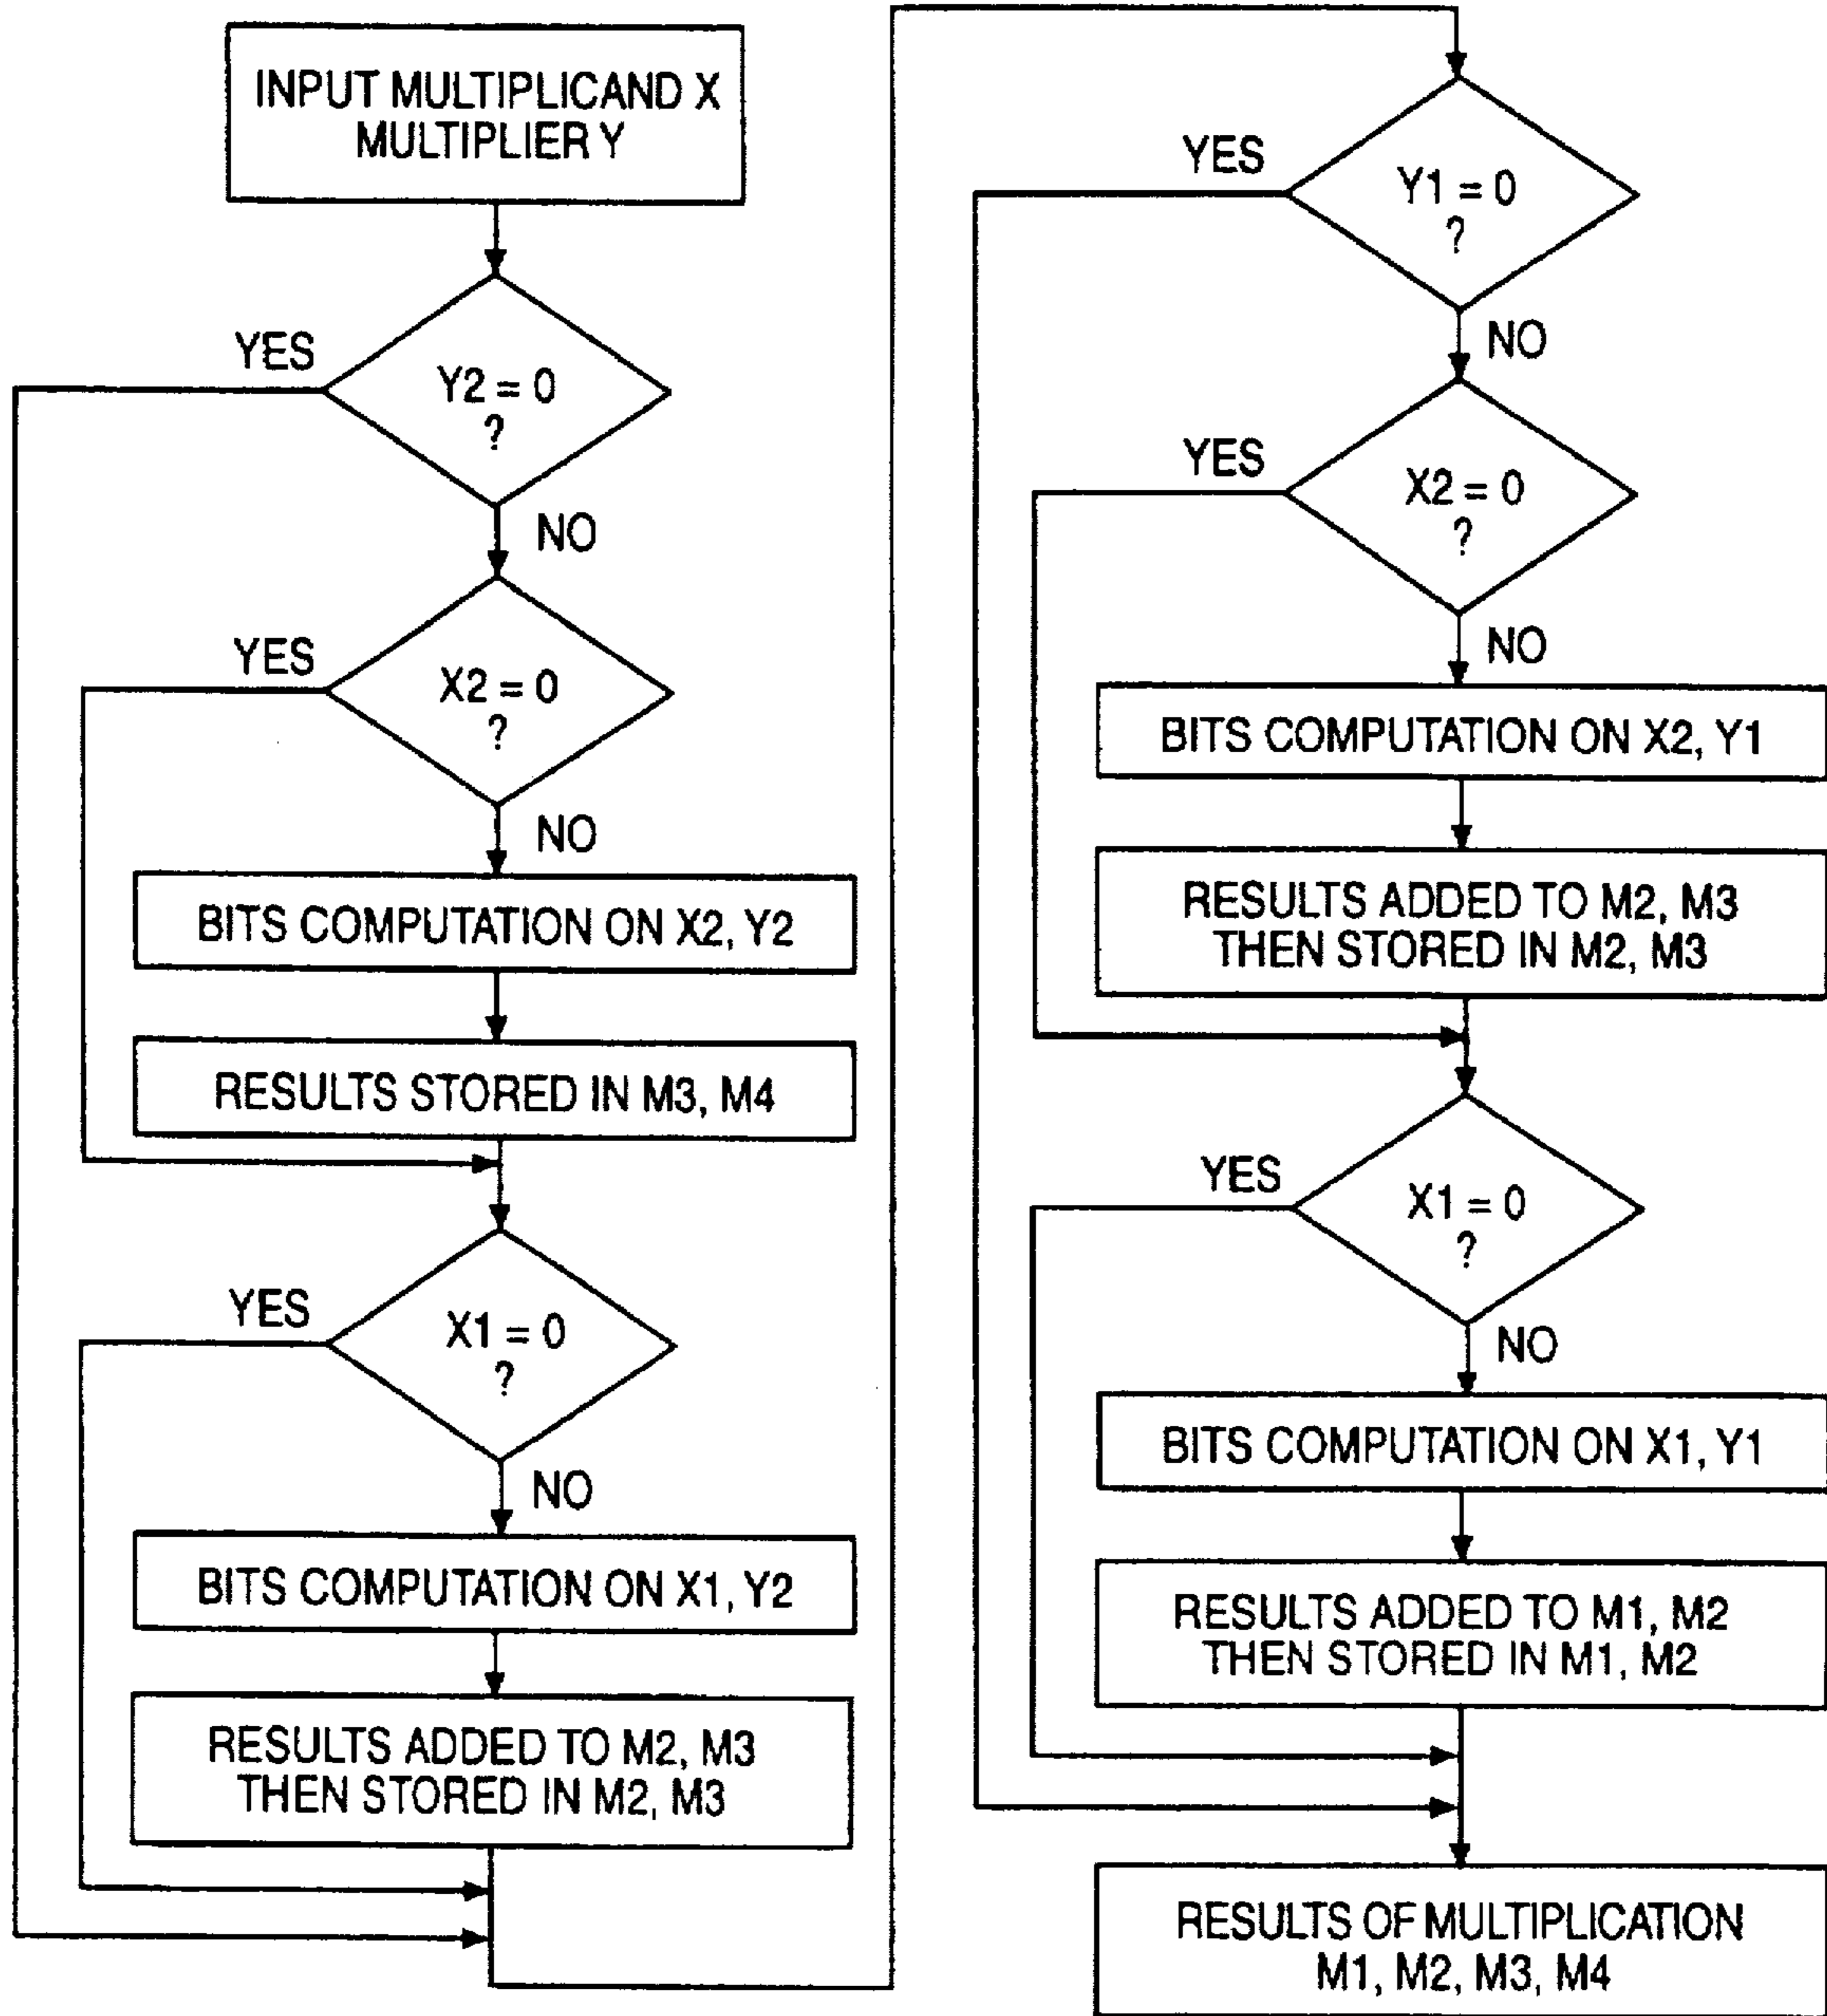 INPUT MULTIPLICAND X
MULTIPLIER Y
YES
Y2 = 0
?
NO
YES
X2 = 0
?
NO
BITS COMPUTATION ON X2, Y2
RESULTS STORED IN M3, M4
YES
X1 = 0
?
NO
BITS COMPUTATION ON X1, Y2
RESULTS ADDED TO M2, M3
THEN STORED IN M2, M3
YES
Y1 = 0
?
NO
YES
X2 = 0
?
NO
BITS COMPUTATION ON X2, Y1
RESULTS ADDED TO M2, M3
THEN STORED IN M2, M3
YES
X1 = 0
?
NO
BITS COMPUTATION ON X1, Y1
RESULTS ADDED TO M1, M2
THEN STORED IN M1, M2
RESULTS OF MULTIPLICATION
M1, M2, M3, M4